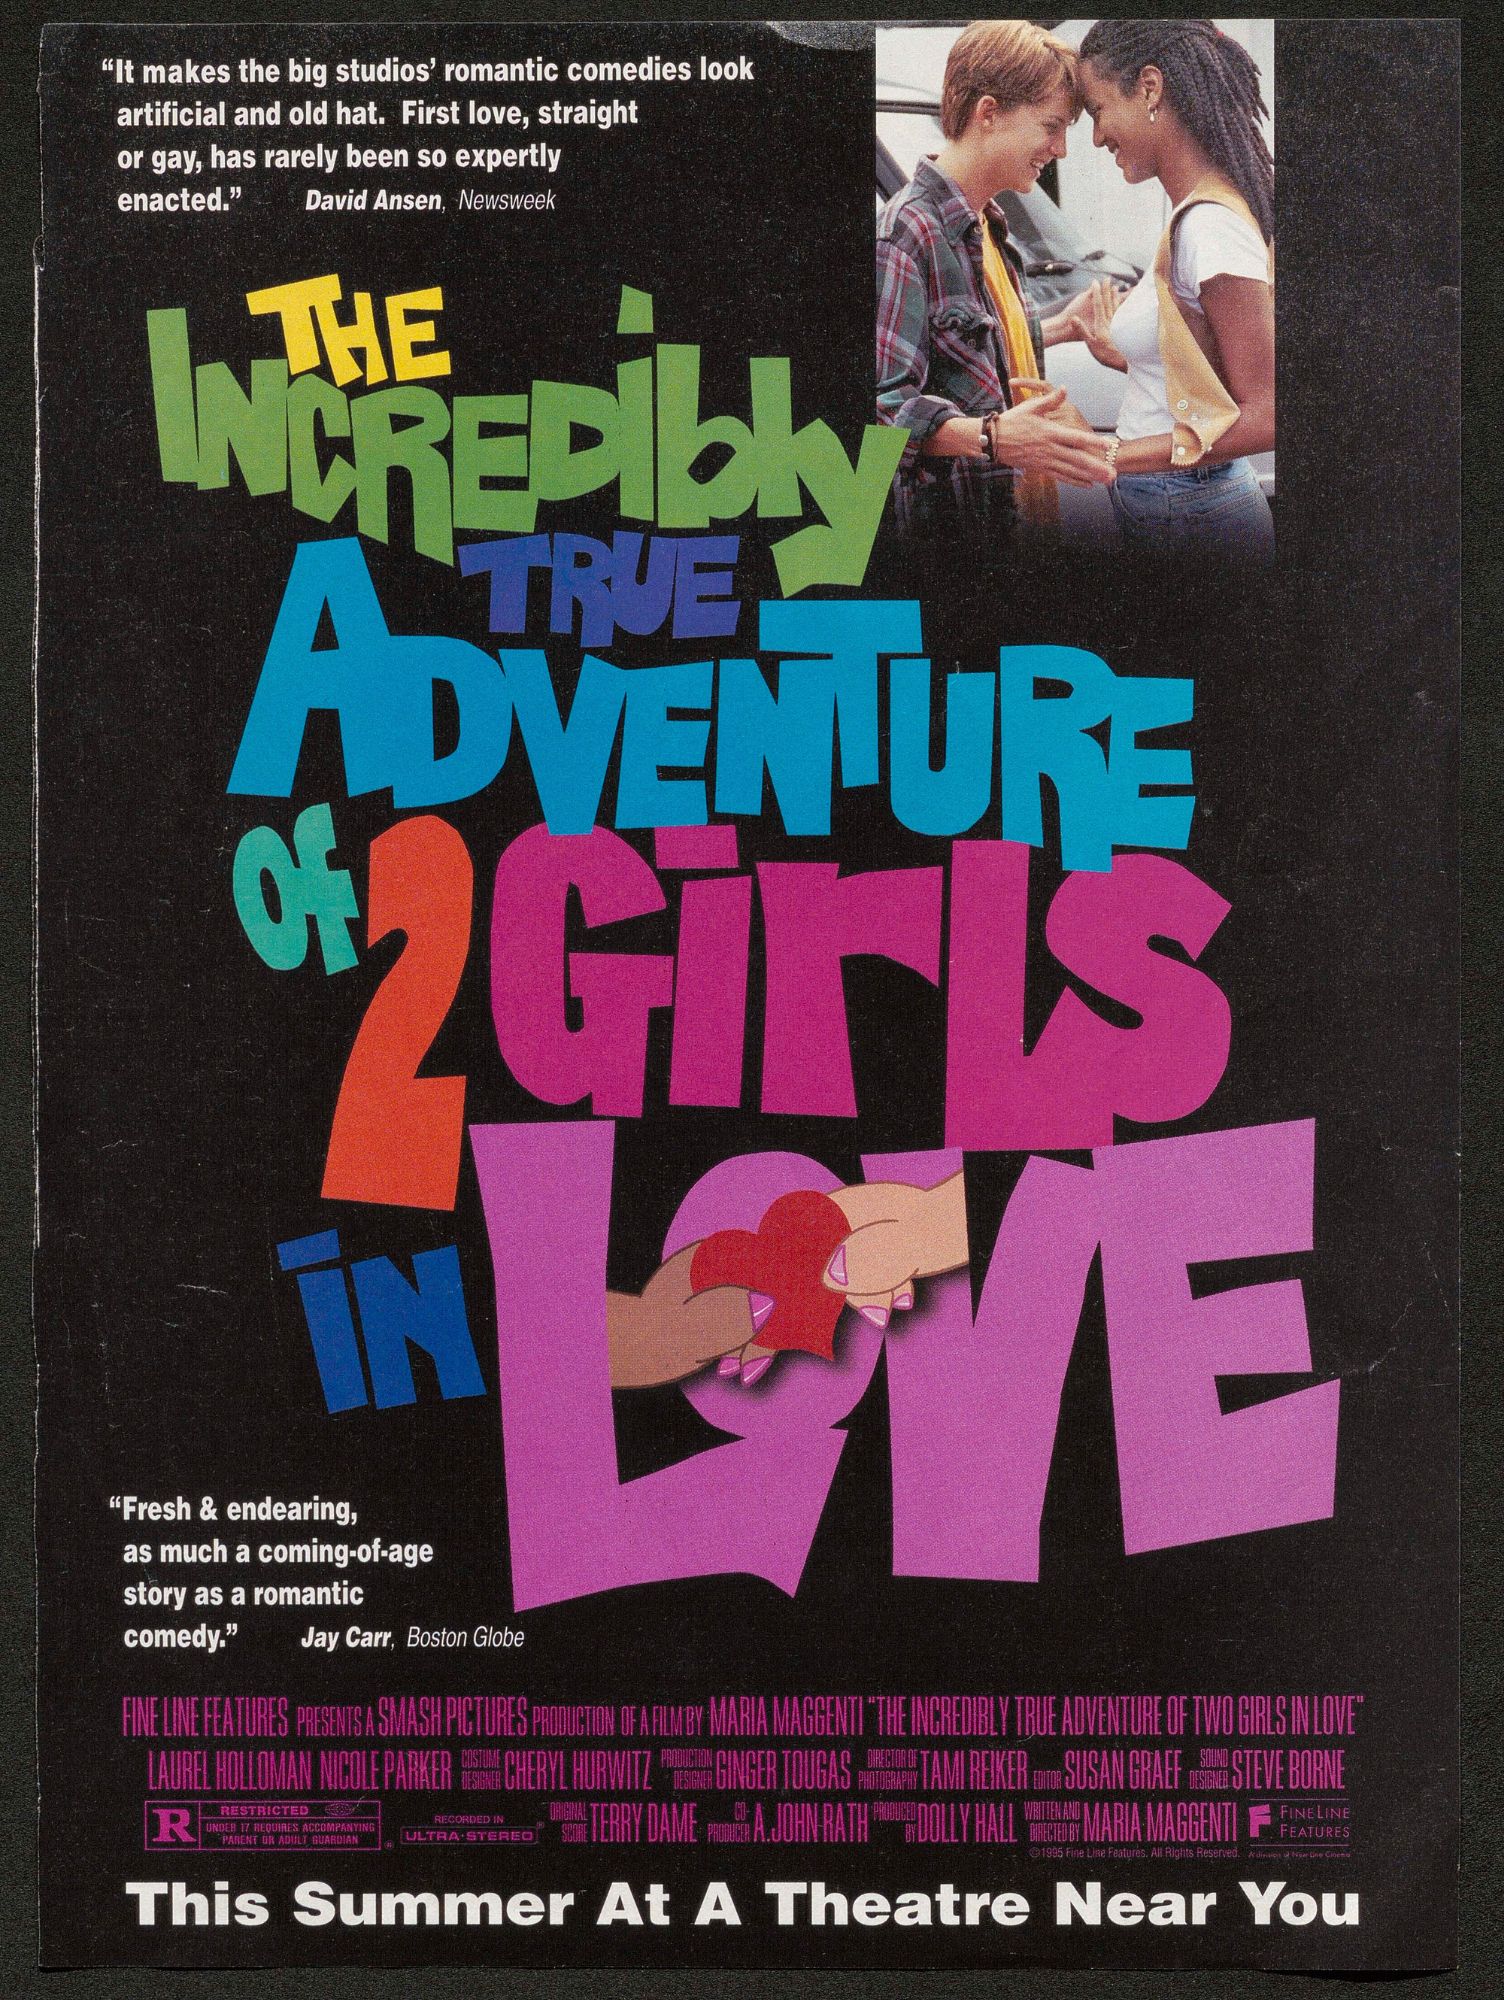 “It makes the big studios’ romantic comedies look
artificial and old hat. First love, straight
or gay, has rarely been so expertly
enacted.” David Ansen, Newsweek
THE
INCREDibly
TRUE
ADVENTURE
OF 2 Girls
in LOVE
“Fresh & endearing,
as much a coming-of-age
story as a romantic
comedy.” Jay Carr, Boston Globe
FINE LINE FEATURES PRESENTS A SMASH PICTURES PRODUCTION OF A FILM BY MARIA MAGGENTI "THE INCREDIBLY TRUE ADVENTURE OF TWO GIRLS IN LOVE"
LAUREL HOLLOMAN NICOLE PARKER COSTUME DESIGNER CHERYL HURWITZ PRODUCTION DESIGNER GINGER TOUGAS DIRECTOR OF PHOTOGRAPHY TAMI REIKER EDITOR SUSAN GRAEF SOUND DESIGNER STEVE BORNE
R RESTRICTED
UNDER 17 REQUIRES ACCOMPANYING
PARENT OR ADULT GUARDIAN
RECORDED IN
ULTRA·STEREO
ORIGINAL SCORE TERRY DAME CO-PRODUCER A. JOHN RATH PRODUCED BY DOLLY HALL WRITTEN AND DIRECTED BY MARIA MAGGENTI
FINE LINE
FEATURES
©1995 Fine Line Features. All Rights Reserved.
A division of New Line Cinema
This Summer At A Theatre Near You